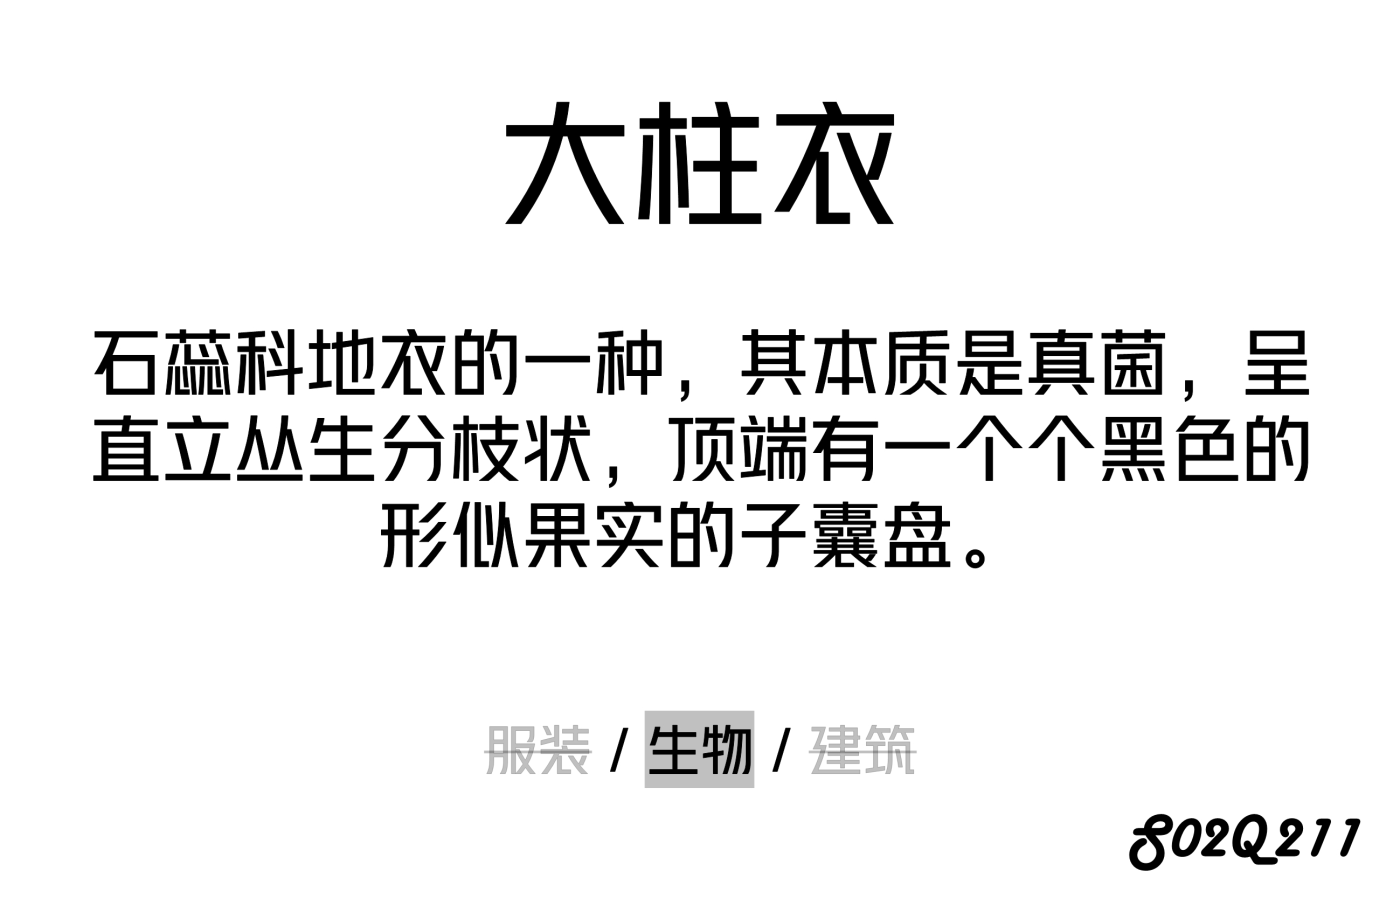 大柱衣
石蕊科地衣的一种，其本质是真菌，呈
直立丛生分枝状，顶端有一个个黑色的
形似果实的子囊盘。
服装 / 生物 / 建筑
S02Q211